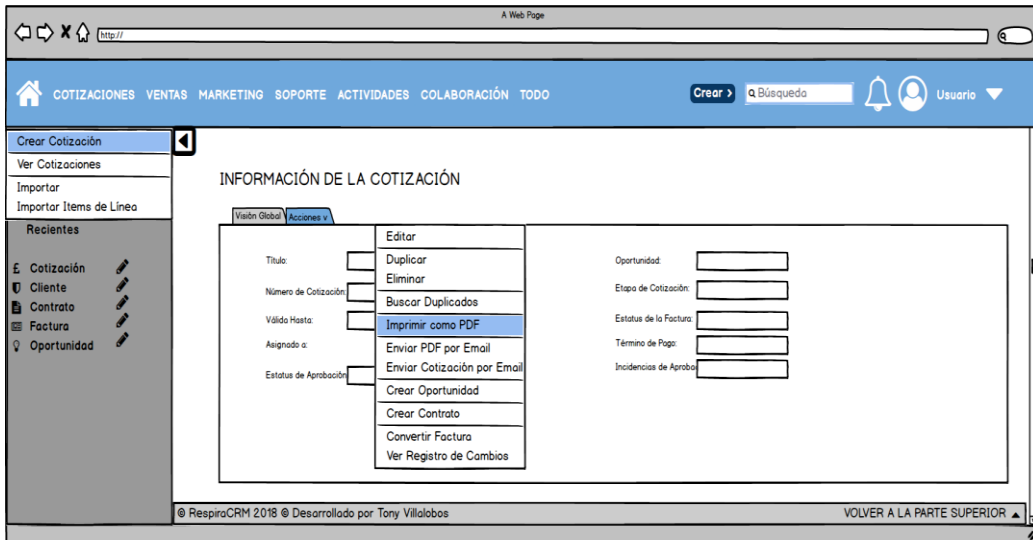 A Web Page
http://
COTIZACIONES VENTAS MARKETING SOPORTE ACTIVIDADES COLABORACIÓN TODO
Crear > Búsqueda Usuario
Crear Cotización
Ver Cotizaciones
Importar
Importar Items de Línea
Recientes
£ Cotización
Cliente
Contrato
Factura
Oportunidad
INFORMACIÓN DE LA COTIZACIÓN
Visión Global Acciones v
Título:
Número de Cotización:
Válida Hasta:
Asignado a:
Estatus de Aprobación
Editar
Duplicar
Eliminar
Buscar Duplicados
Imprimir como PDF
Enviar PDF por Email
Enviar Cotización por Email
Crear Oportunidad
Crear Contrato
Convertir Factura
Ver Registro de Cambios
Oportunidad:
Etapa de Cotización:
Estatus de la Factura:
Término de Pago:
Incidencias de Aproba
© RespiraCRM 2018 © Desarrollado por Tony Villalobos
VOLVER A LA PARTE SUPERIOR